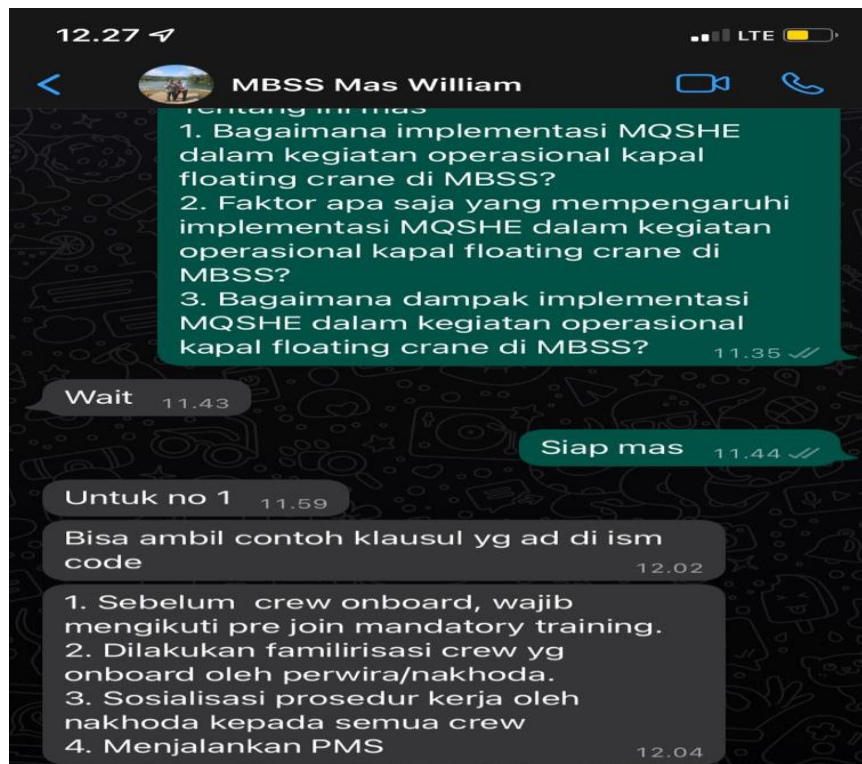 12.27
LTE
MBSS Mas William
Tentang ini mas
1. Bagaimana implementasi MQSHE
dalam kegiatan operasional kapal
floating crane di MBSS?
2. Faktor apa saja yang mempengaruhi
implementasi MQSHE dalam kegiatan
operasional kapal floating crane di
MBSS?
3. Bagaimana dampak implementasi
MQSHE dalam kegiatan operasional
kapal floating crane di MBSS? 11.35
Wait 11.43
Siap mas 11.44
Untuk no 1 11.59
Bisa ambil contoh klausul yg ad di ism
code 12.02
1. Sebelum crew onboard, wajib
mengikuti pre join mandatory training.
2. Dilakukan familirisasi crew yg
onboard oleh perwira/nakhoda.
3. Sosialisasi prosedur kerja oleh
nakhoda kepada semua crew
4. Menjalankan PMS 12.04